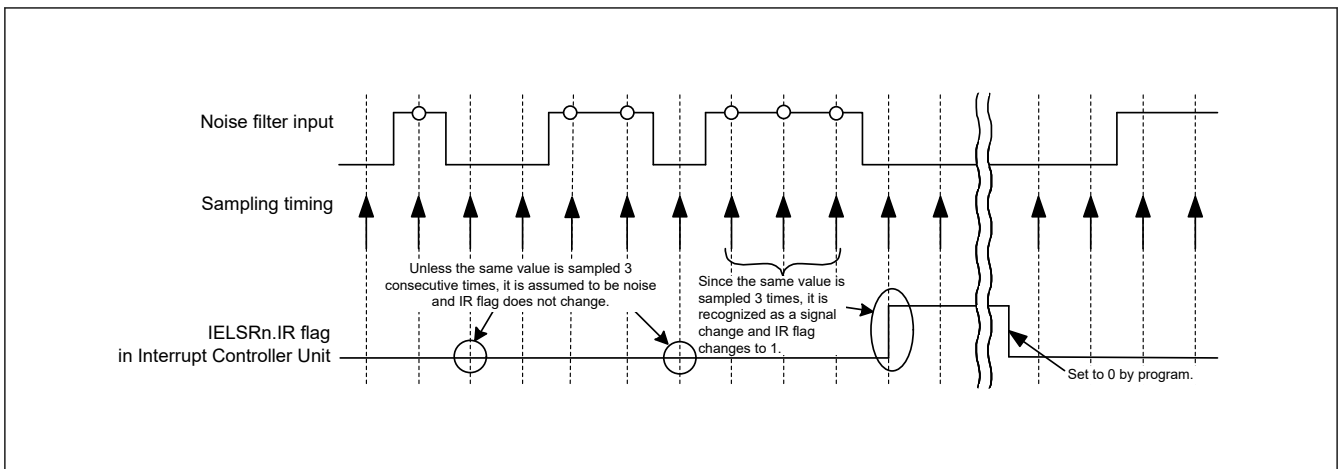 Noise filter input
Sampling timing
Unless the same value is sampled 3
consecutive times, it is assumed to be noise
and IR flag does not change.
Since the same value is
sampled 3 times, it is
recognized as a signal
change and IR flag
changes to 1.
IELSRn.IR flag
in Interrupt Controller Unit
Set to 0 by program.